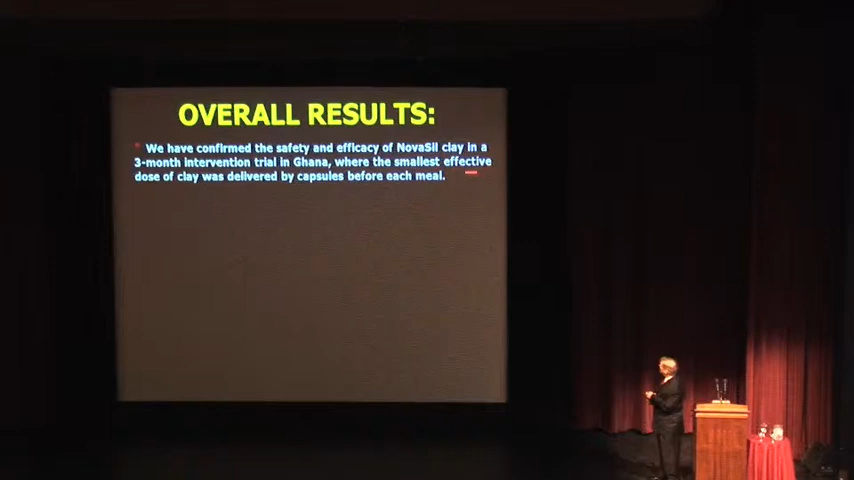 OVERALL RESULTS:
We have confirmed the safety and efficacy of NovaSil clay in a
3-month intervention trial in Ghana, where the smallest effective
dose of clay was delivered by capsules before each meal.